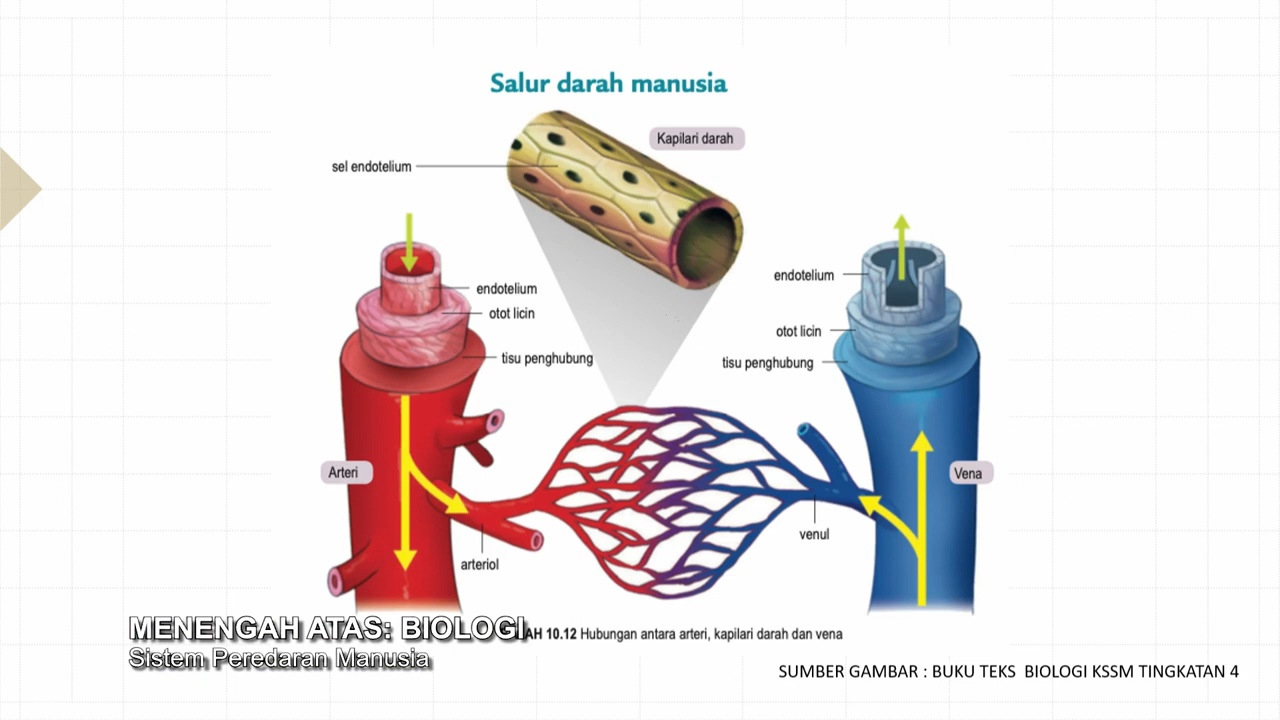 Salur darah manusia
Kapilari darah
sel endotelium
endotelium
otot licin
tisu penghubung
endotelium
otot licin
tisu penghubung
Arteri
Vena
arteriol
venul
MENENGAH ATAS: BIOLOGI
Sistem Peredaran Manusia
AH 10.12 Hubungan antara arteri, kapilari darah dan vena
SUMBER GAMBAR : BUKU TEKS BIOLOGI KSSM TINGKATAN 4